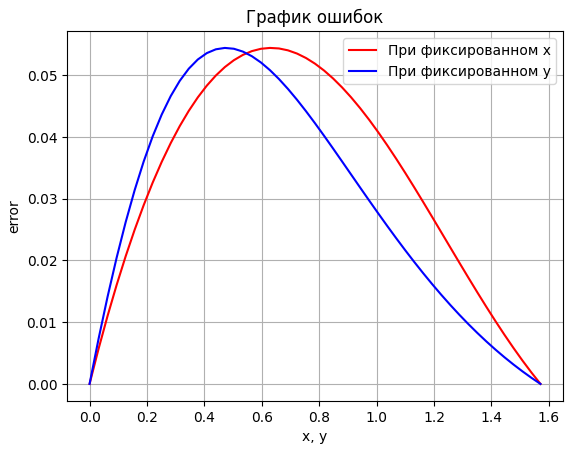 График ошибок
При фиксированном x
При фиксированном y
error
0.05
0.04
0.03
0.02
0.01
0.00
0.0 0.2 0.4 0.6 0.8 1.0 1.2 1.4 1.6
x, y